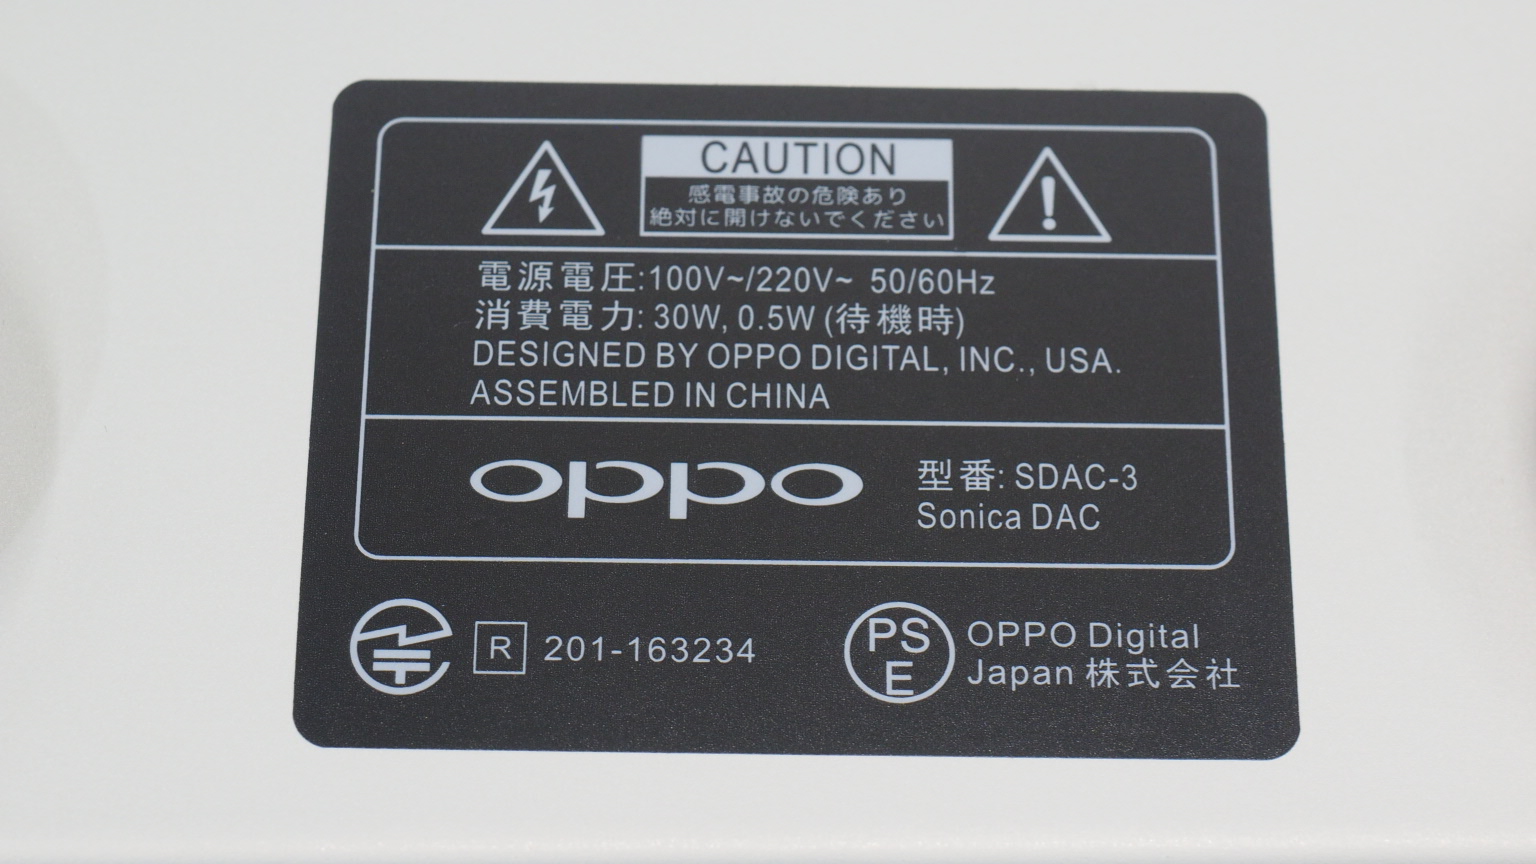 CAUTION
感電事故の危険あり
絶対に開けないでください
電源電圧:100V~/220V~ 50/60Hz
消費電力: 30W, 0.5W (待機時)
DESIGNED BY OPPO DIGITAL, INC., USA.
ASSEMBLED IN CHINA
oppo
型番: SDAC-3
Sonica DAC
R 201-163234
PS
E
OPPO Digital
Japan 株式会社